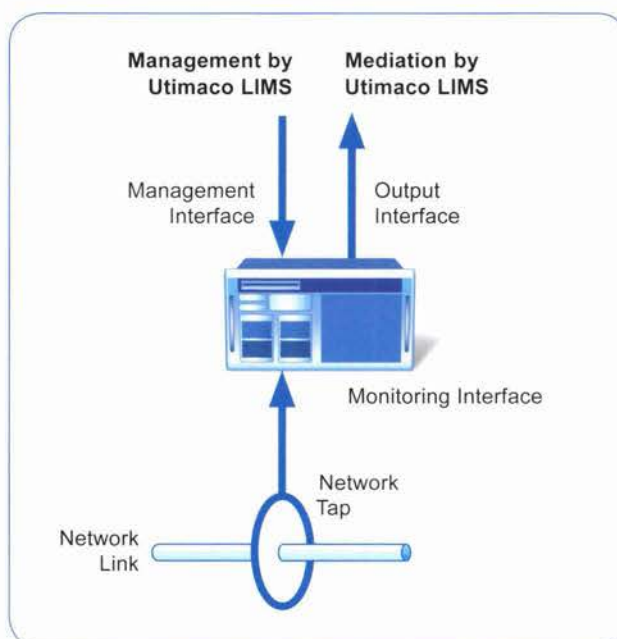 Management by
Utimaco LIMS
Mediation by
Utimaco LIMS
Management
Interface
Output
Interface
Monitoring Interface
Network
Tap
Network
Link